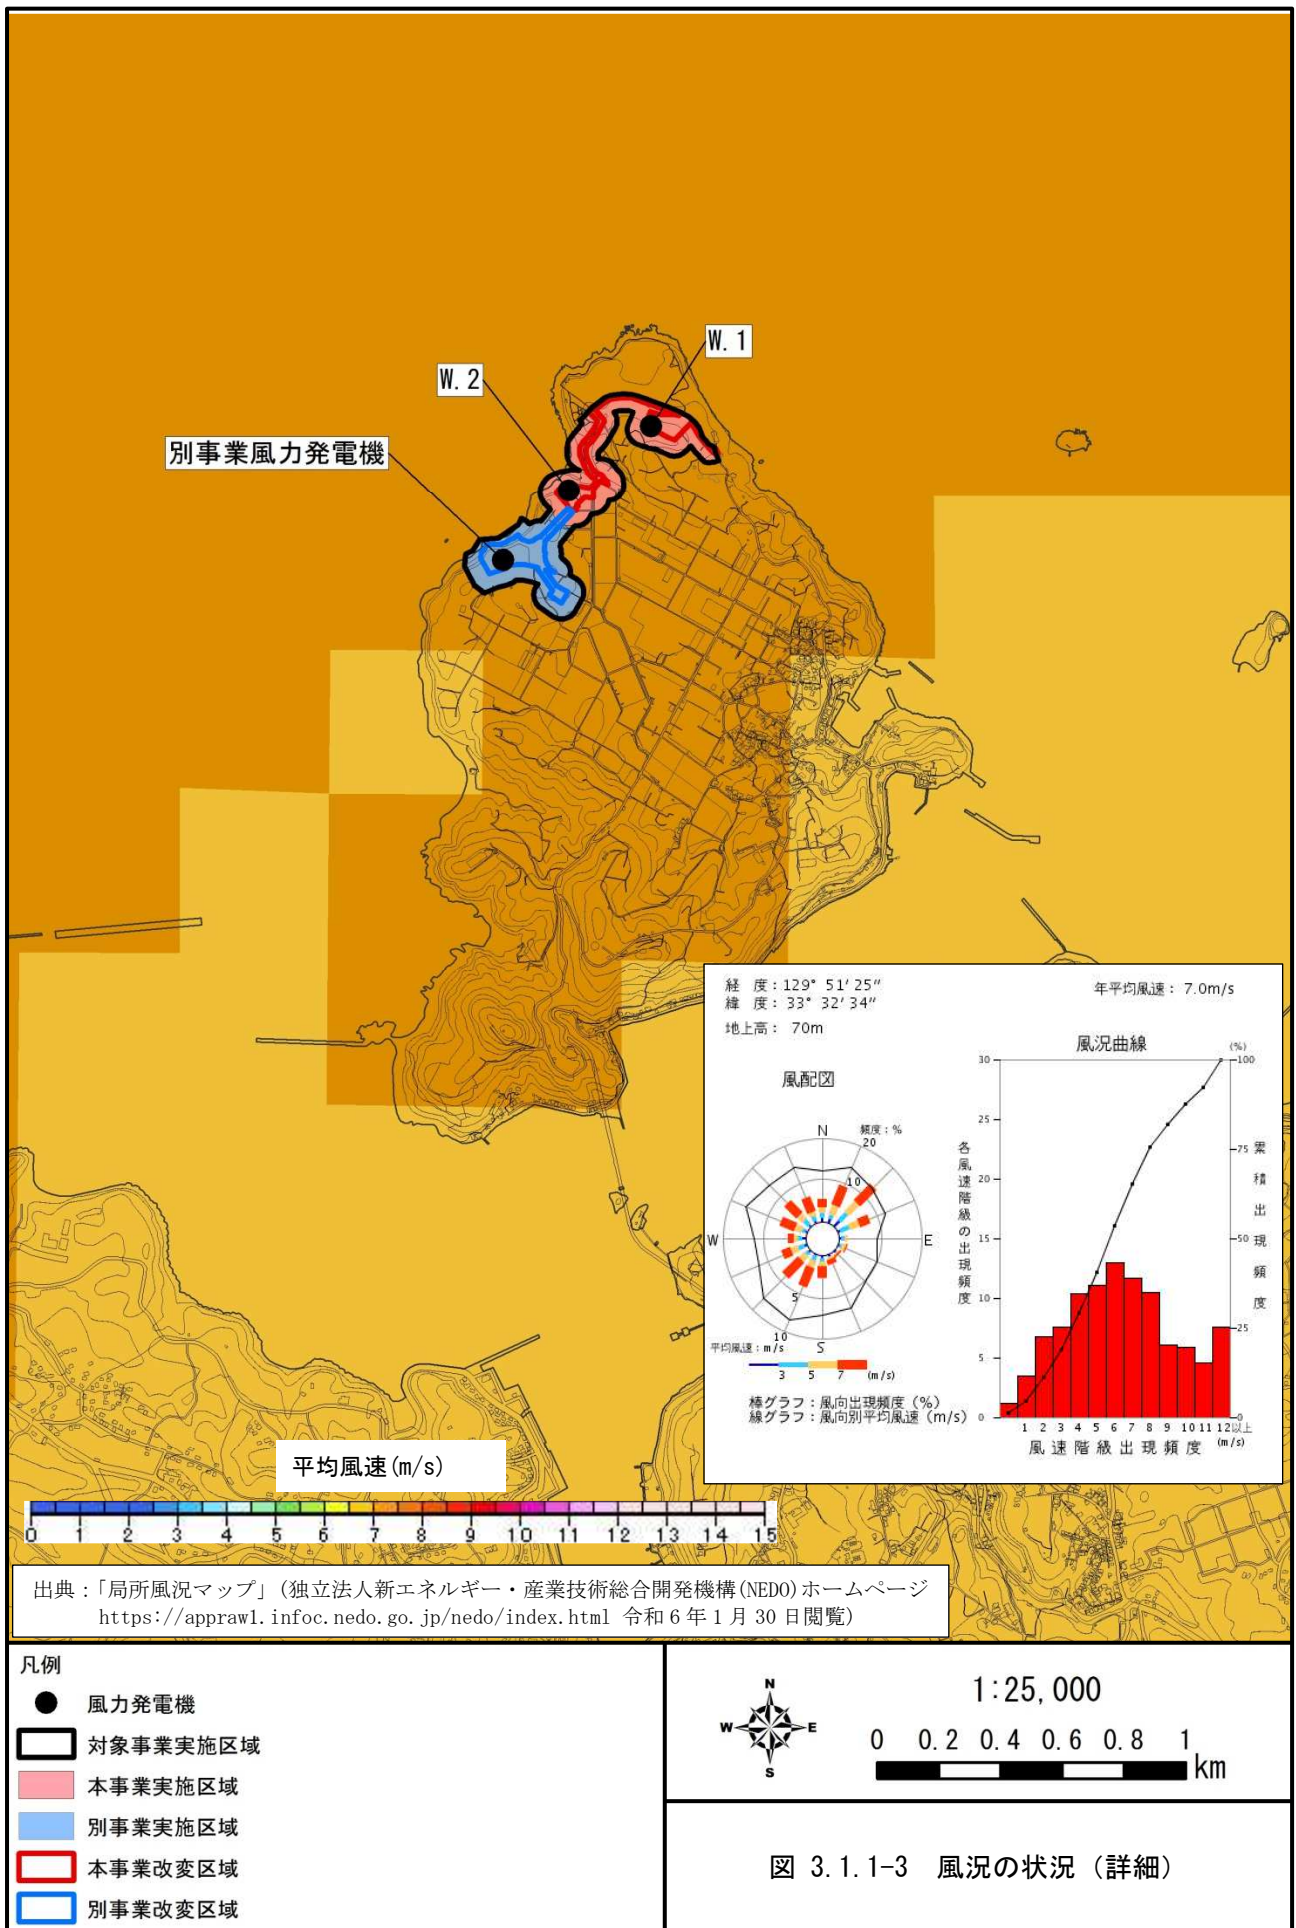 W. 1
W. 2
別事業風力発電機
経 度：129° 51′ 25″
緯 度：33° 32′ 34″
地上高： 70m
年平均風速： 7.0m/s
風配図
N
頻度：%
20
10
W
E
5
10
S
平均風速：m/s
3 5 7 (m/s)
棒グラフ：風向出現頻度（%）
線グラフ：風向別平均風速（m/s）
風況曲線
(%)
30
25
20
15
10
5
0
100
75
50
25
0
各風速階級の出現頻度
累積出現頻度
1 2 3 4 5 6 7 8 9 10 11 12以上
(m/s)
風速階級出現頻度
平均風速(m/s)
0 1 2 3 4 5 6 7 8 9 10 11 12 13 14 15
出典：「局所風況マップ」（独立法人新エネルギー・産業技術総合開発機構(NEDO)ホームページ
https://appraw1.infoc.nedo.go.jp/nedo/index.html 令和 6 年 1 月 30 日閲覧）
凡例
風力発電機
対象事業実施区域
本事業実施区域
別事業実施区域
本事業改変区域
別事業改変区域
N
W E
S
1:25,000
0 0.2 0.4 0.6 0.8 1
km
図 3.1.1-3 風況の状況（詳細）